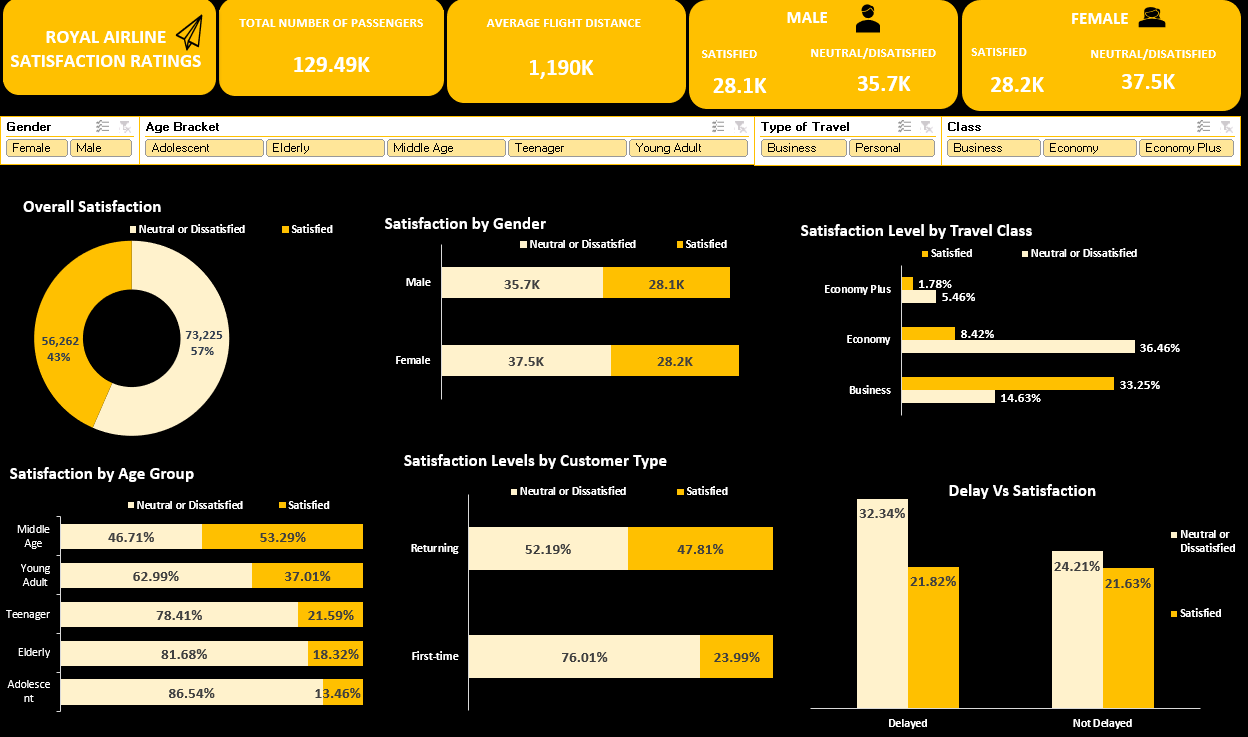 ROYAL AIRLINE
SATISFACTION RATINGS
TOTAL NUMBER OF PASSENGERS
129.49K
AVERAGE FLIGHT DISTANCE
1,190K
MALE
SATISFIED
NEUTRAL/DISATISFIED
28.1K
35.7K
FEMALE
SATISFIED
NEUTRAL/DISATISFIED
28.2K
37.5K
Gender
Female
Male
Age Bracket
Adolescent
Elderly
Middle Age
Teenager
Young Adult
Type of Travel
Business
Personal
Class
Business
Economy
Economy Plus
Overall Satisfaction
Neutral or Dissatisfied
Satisfied
56,262
43%
73,225
57%
Satisfaction by Gender
Neutral or Dissatisfied
Satisfied
Male
35.7K
28.1K
Female
37.5K
28.2K
Satisfaction Level by Travel Class
Satisfied
Neutral or Dissatisfied
Economy Plus
1.78%
5.46%
Economy
8.42%
36.46%
Business
33.25%
14.63%
Satisfaction by Age Group
Neutral or Dissatisfied
Satisfied
Middle
Age
46.71%
53.29%
Young
Adult
62.99%
37.01%
Teenager
78.41%
21.59%
Elderly
81.68%
18.32%
Adolesce
nt
86.54%
13.46%
Satisfaction Levels by Customer Type
Neutral or Dissatisfied
Satisfied
Returning
52.19%
47.81%
First-time
76.01%
23.99%
Delay Vs Satisfaction
32.34%
21.82%
24.21%
21.63%
Neutral or
Dissatisfied
Satisfied
Delayed
Not Delayed